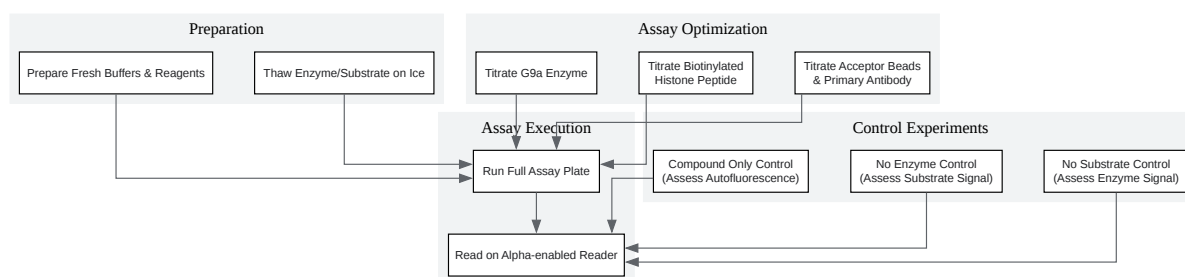 Preparation
Assay Optimization
Prepare Fresh Buffers & Reagents
Thaw Enzyme/Substrate on Ice
Titrate G9a Enzyme
Titrate Biotinylated
Histone Peptide
Titrate Acceptor Beads
& Primary Antibody
Assay Execution
Control Experiments
Run Full Assay Plate
Compound Only Control
(Assess Autofluorescence)
No Enzyme Control
(Assess Substrate Signal)
No Substrate Control
(Assess Enzyme Signal)
Read on Alpha-enabled Reader